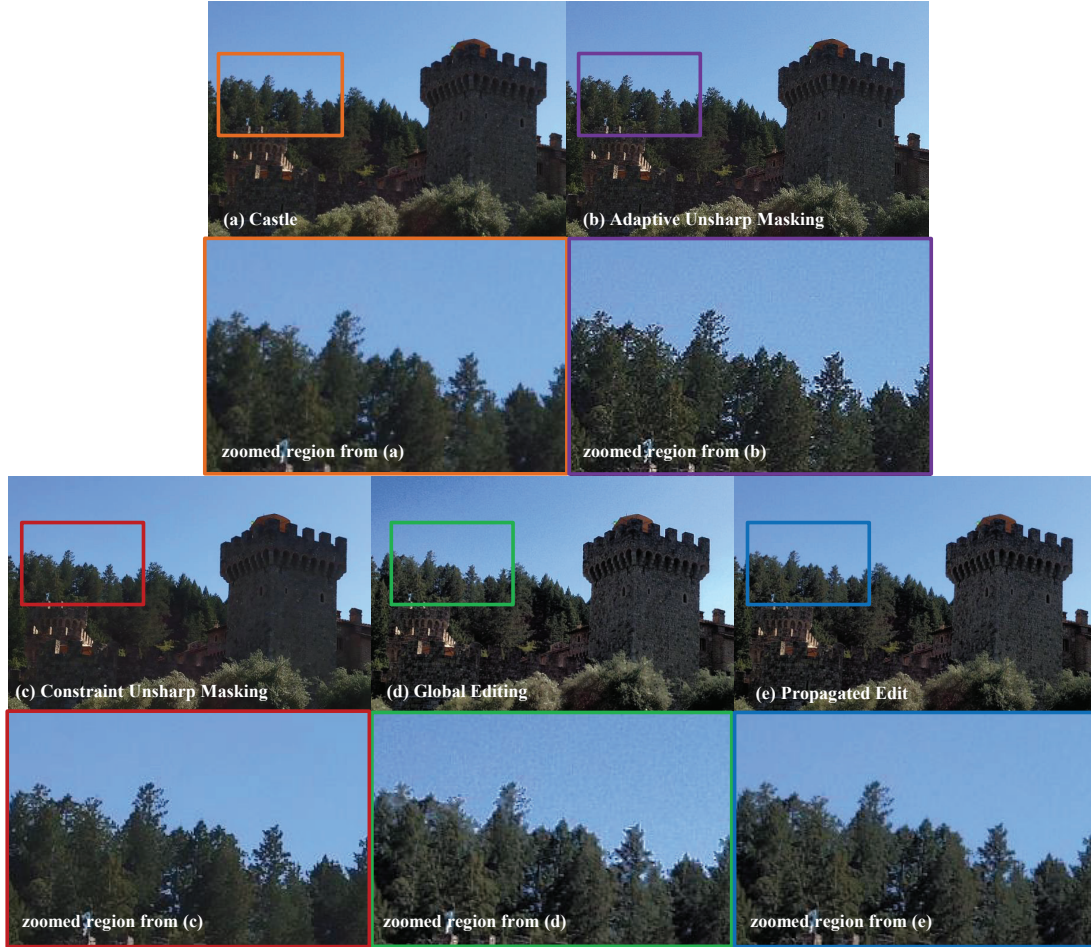 (a) Castle
(b) Adaptive Unsharp Masking
zoomed region from (a)
zoomed region from (b)
(c) Constraint Unsharp Masking
(d) Global Editing
(e) Propagated Edit
zoomed region from (c)
zoomed region from (d)
zoomed region from (e)